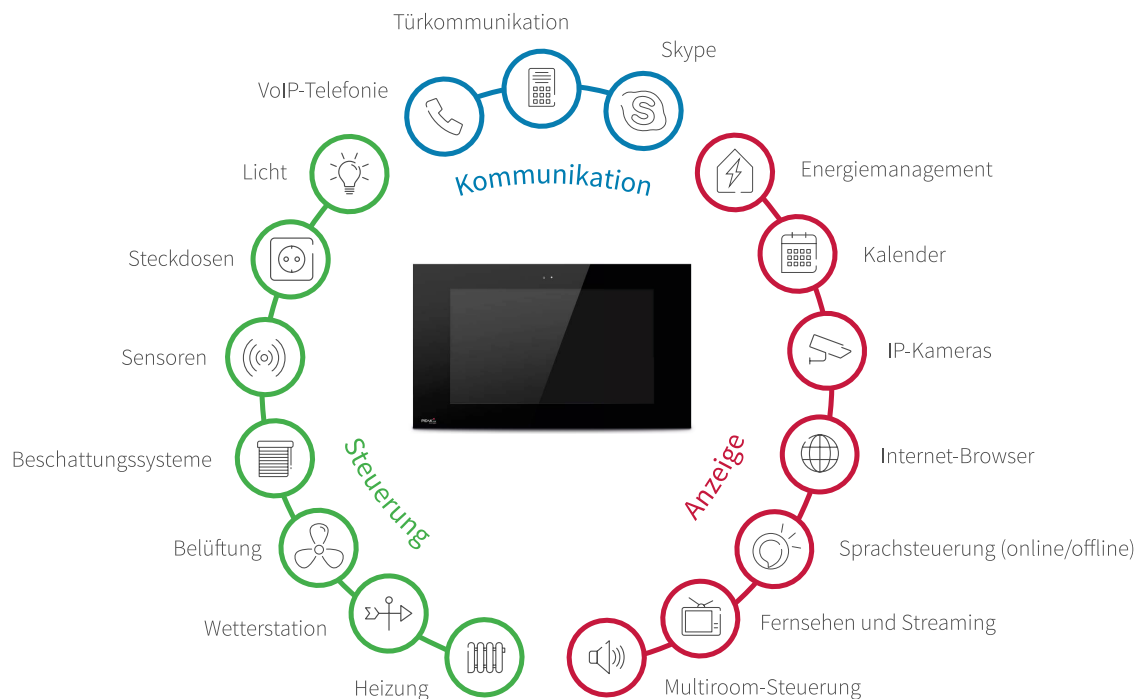 Türkommunikation
Skype
VoIP-Telefonie
Kommunikation
Licht
Steckdosen
Sensoren
Beschattungssysteme
Belüftung
Wetterstation
Heizung
Steuerung
Energiemanagement
Kalender
IP-Kameras
Internet-Browser
Sprachsteuerung (online/offline)
Fernsehen und Streaming
Multiroom-Steuerung
Anzeige